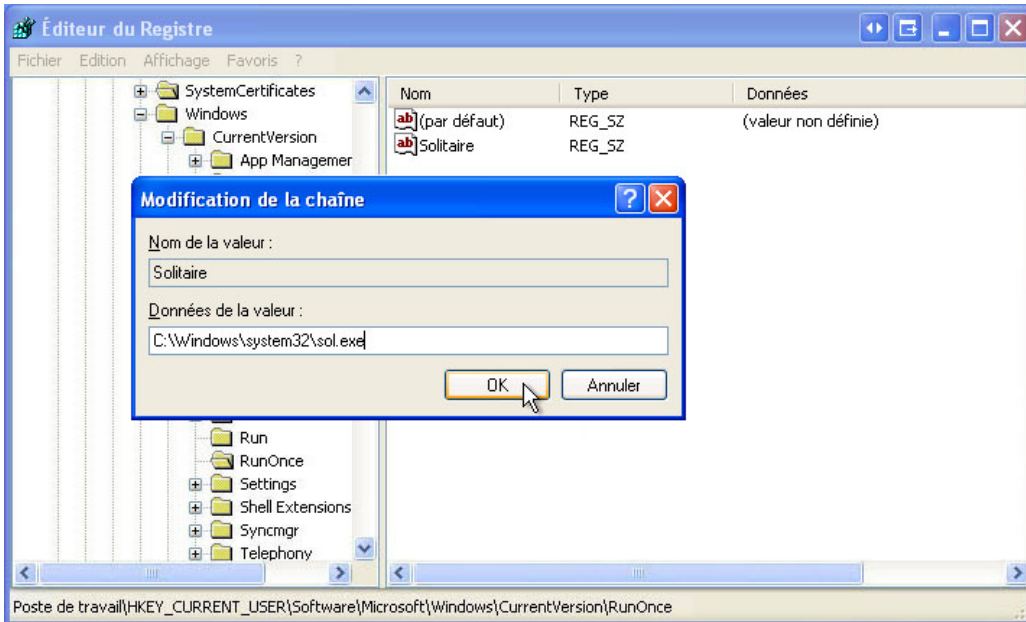 Éditeur du Registre
Fichier Edition Affichage Favoris ?
SystemCertificates
Windows
CurrentVersion
App Managemer
Nom Type Données
(par défaut) REG_SZ (valeur non définie)
Solitaire REG_SZ
Modification de la chaîne
Nom de la valeur :
Solitaire
Données de la valeur :
C:\Windows\system32\sol.exe
OK Annuler
Run
RunOnce
Settings
Shell Extensions
Syncmgr
Telephony
Poste de travail\HKEY_CURRENT_USER\Software\Microsoft\Windows\CurrentVersion\RunOnce